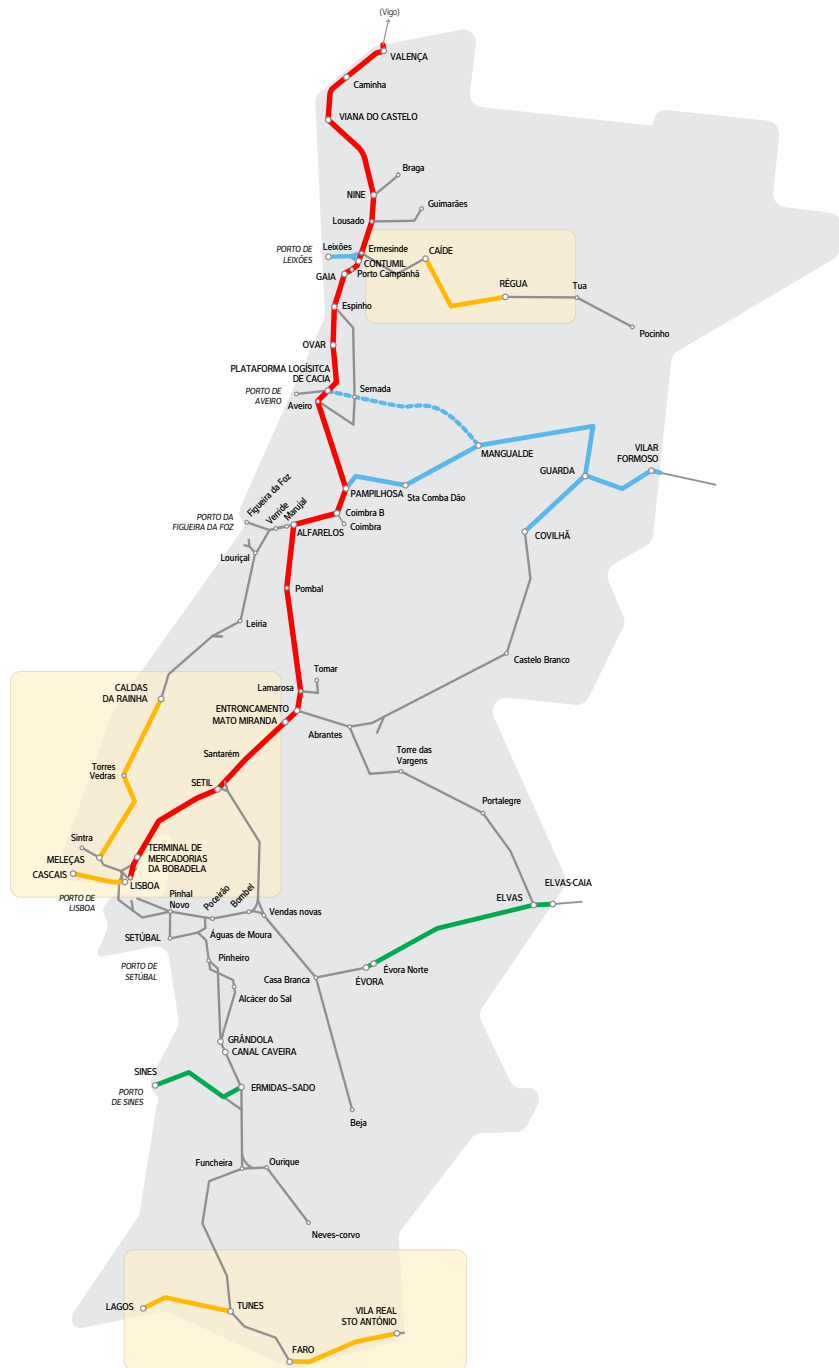 (Vigo)
VALENÇA
Caminha
VIANA DO CASTELO
Braga
NINE
Guimarães
Lousado
PORTO DE
LEIXÕES
Leixões
Ermesinde
CONTUMIL
Porto Campanhã
GAIA
CAÍDE
RÉGUA
Tua
Pocinho
Espinho
OVAR
PLATAFORMA LOGÍSITCA
DE CACIA
PORTO DE
AVEIRO
Aveiro
Sernada
MANGUALDE
VILAR
FORMOSO
GUARDA
PAMPILHOSA
Sta Comba Dão
PORTO DA
FIGUEIRA DA FOZ
Figueira da Foz
Verride
Marujal
ALFARELOS
Coimbra B
Coimbra
COVILHÃ
Louriçal
Pombal
Leiria
Castelo Branco
Tomar
Lamarosa
CALDAS
DA RAINHA
ENTRONCAMENTO
MATO MIRANDA
Abrantes
Santarém
Torre das
Vargens
Torres
Vedras
SETIL
Portalegre
Sintra
MELEÇAS
CASCAIS
TERMINAL DE
MERCADORIAS
DA BOBADELA
LISBOA
PORTO DE
LISBOA
Pinhal
Novo
Poceirão
Bombel
Vendas novas
ELVAS
ELVAS-CAIA
SETÚBAL
Águas de Moura
PORTO DE
SETÚBAL
Pinheiro
Alcácer do Sal
Casa Branca
ÉVORA
Évora Norte
GRÂNDOLA
CANAL CAVEIRA
SINES
PORTO
DE SINES
ERMIDAS–SADO
Beja
Funcheira
Ourique
Neves-corvo
LAGOS
TUNES
FARO
VILA REAL
STO ANTÓNIO